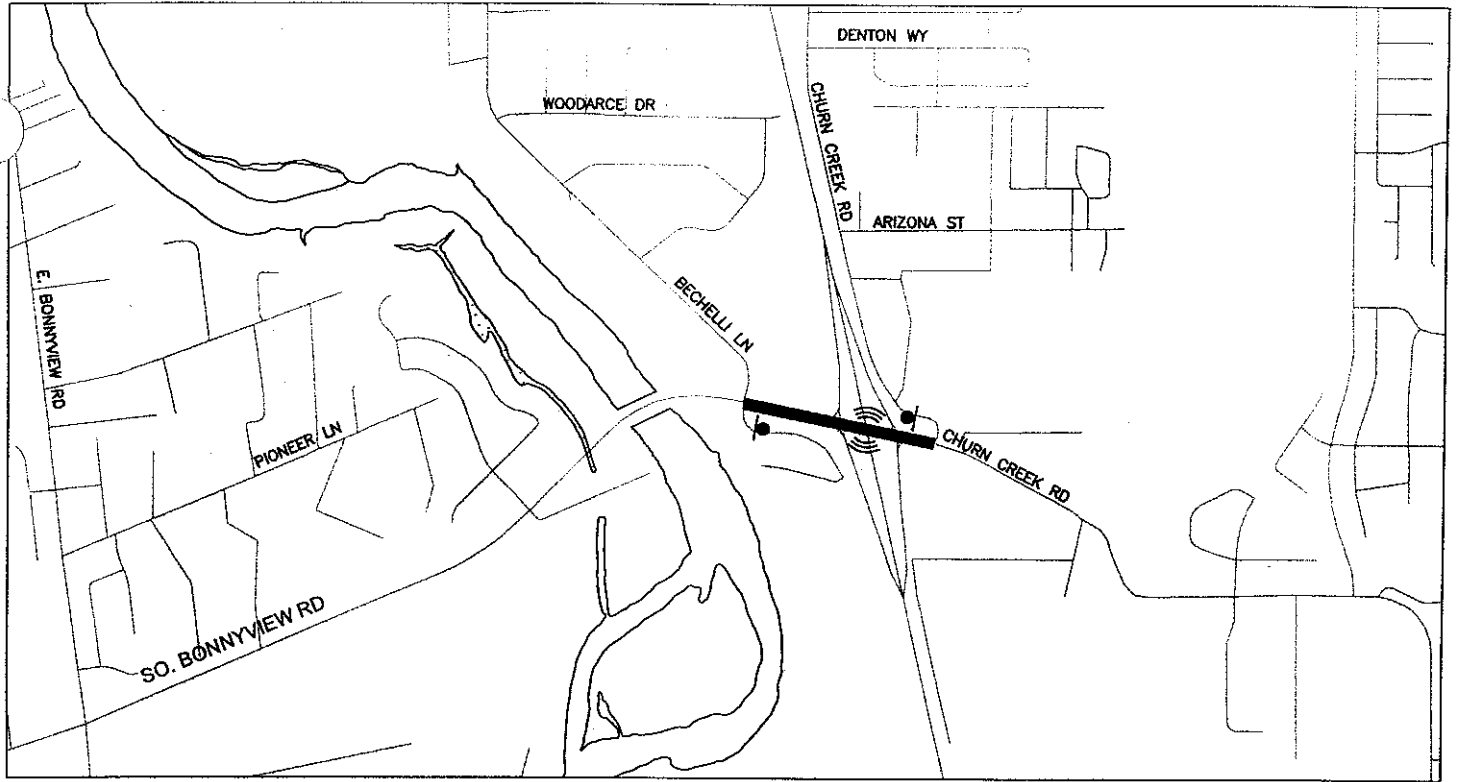 DENTON WY
WOODARCE DR
CHURN CREEK RD
ARIZONA ST
E. BONNYVIEW RD
BECHELLI LN
PIONEER LN
CHURN CREEK RD
SO. BONNYVIEW RD